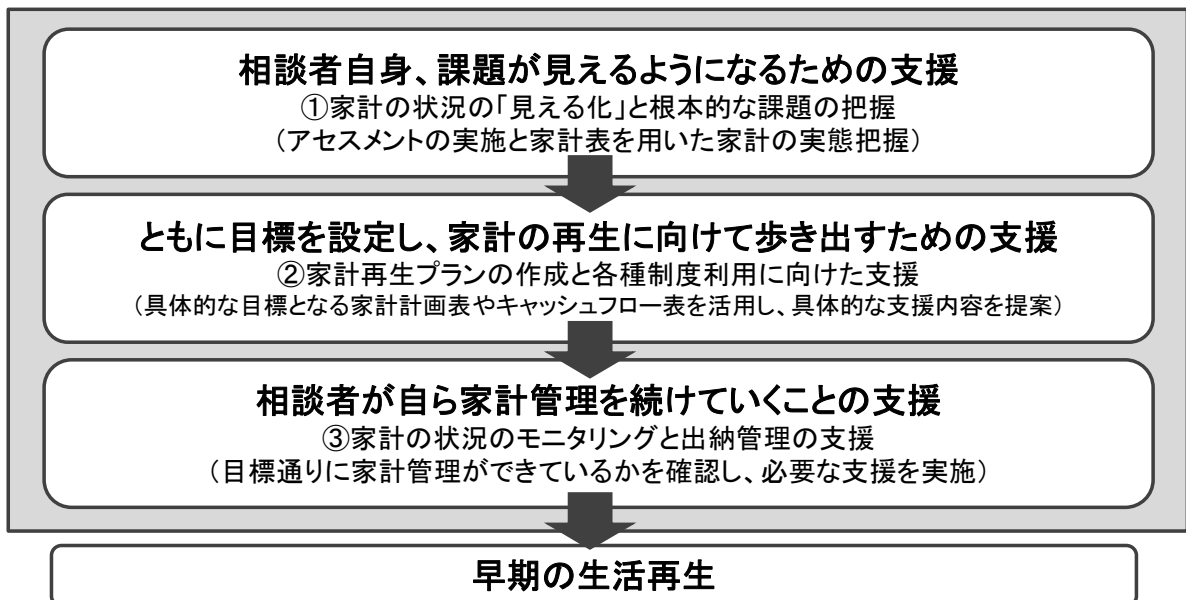 相談者自身、課題が見えるようになるための支援
①家計の状況の「見える化」と根本的な課題の把握
（アセスメントの実施と家計表を用いた家計の実態把握）
ともに目標を設定し、家計の再生に向けて歩き出すための支援
②家計再生プランの作成と各種制度利用に向けた支援
（具体的な目標となる家計計画表やキャッシュフロー表を活用し、具体的な支援内容を提案）
相談者が自ら家計管理を続けていくことの支援
③家計の状況のモニタリングと出納管理の支援
（目標通りに家計管理ができているかを確認し、必要な支援を実施）
早期の生活再生